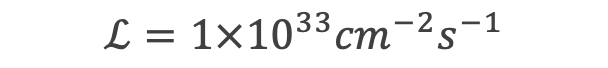 ℒ = 1×10³³cm⁻²s⁻¹